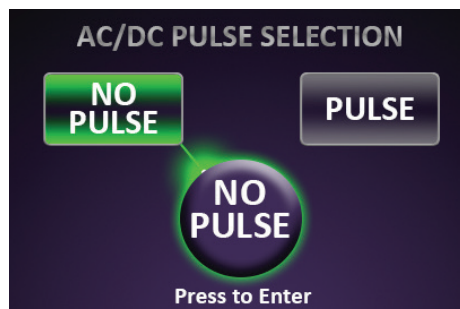 AC/DC PULSE SELECTION
NO
PULSE
PULSE
NO
PULSE
Press to Enter